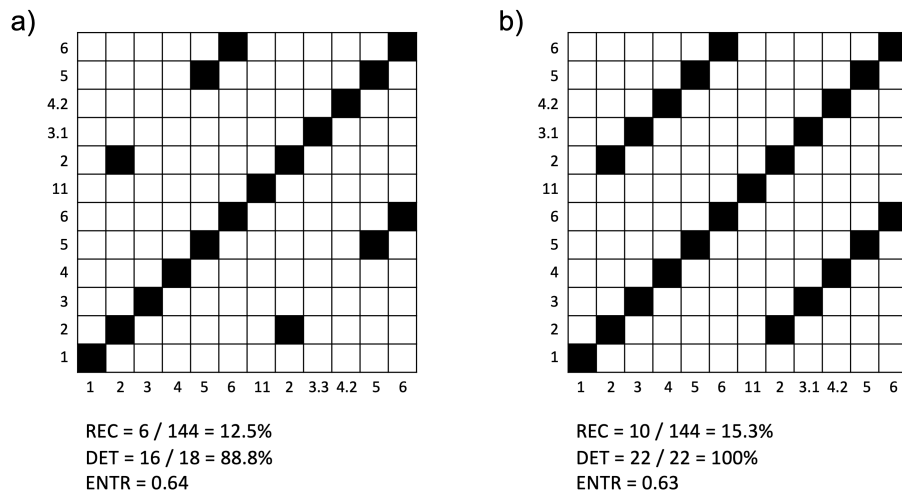 a)
b)
6
5
4.2
3.1
2
11
6
5
4
3
2
1
1 2 3 4 5 6 11 2 3.3 4.2 5 6
REC = 6 / 144 = 12.5%
DET = 16 / 18 = 88.8%
ENTR = 0.64
6
5
4.2
3.1
2
11
6
5
4
3
2
1
1 2 3 4 5 6 11 2 3.1 4.2 5 6
REC = 10 / 144 = 15.3%
DET = 22 / 22 = 100%
ENTR = 0.63